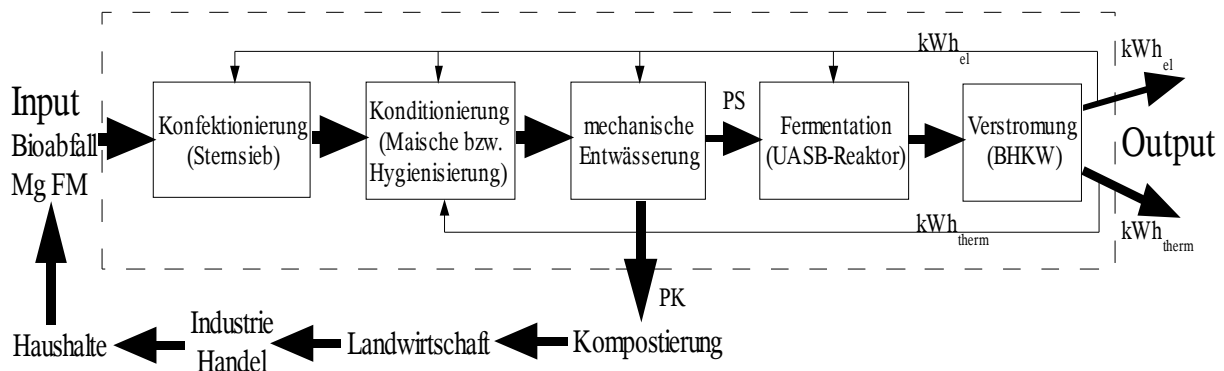 kWh el
kWh el
Input
Bioabfall
Mg FM
Konfektionierung
(Sternsieb)
Konditionierung
(Maische bzw.
Hygienisierung)
mechanische
Entwässerung
PS
Fermentation
(UASB-Reaktor)
Verstromung
(BHKW)
Output
kWh therm
kWh therm
PK
Haushalte
Industrie
Handel
Landwirtschaft
Kompostierung